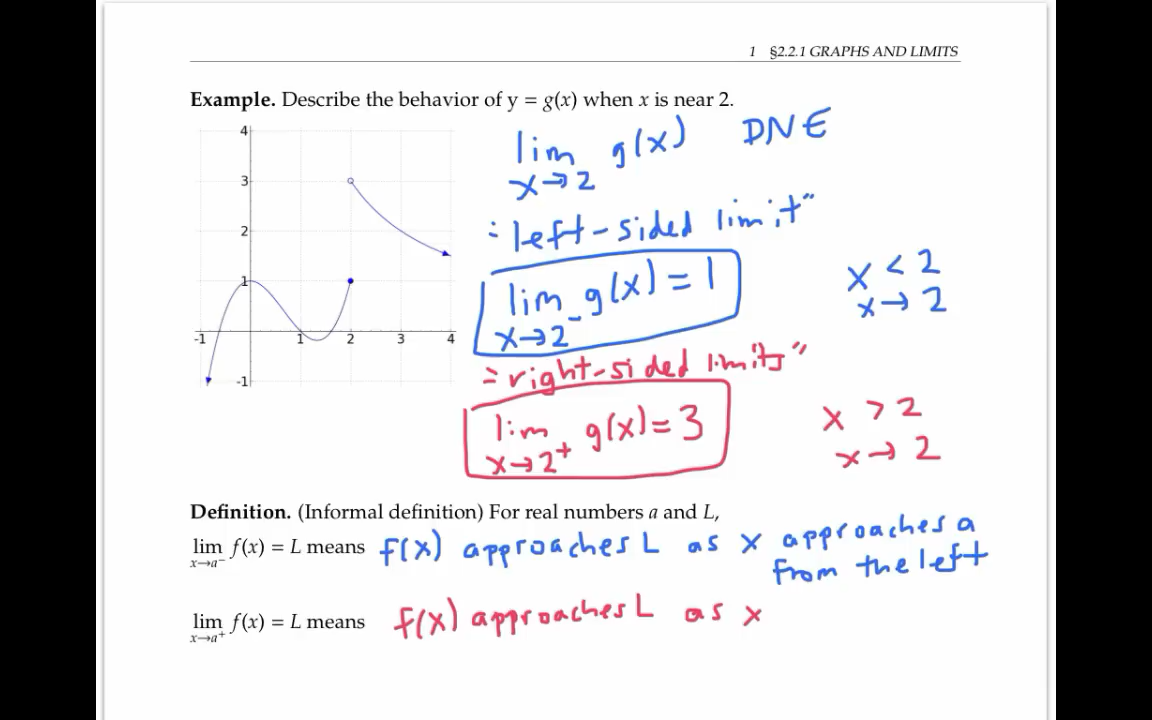 1 §2.2.1 GRAPHS AND LIMITS
Example. Describe the behavior of y = g(x) when x is near 2.
4
3
2
1
-1
-1 1 2 3 4
lim g(x) DNE
x→2
"left-sided limit"
lim g(x) = 1
x→2⁻
x < 2
x → 2
"right-sided limits"
lim g(x) = 3
x→2⁺
x > 2
x → 2
Definition. (Informal definition) For real numbers a and L,
lim f(x) = L means f(x) approaches L as x approaches a
x→a⁻
from the left
lim f(x) = L means f(x) approaches L as x
x→a⁺